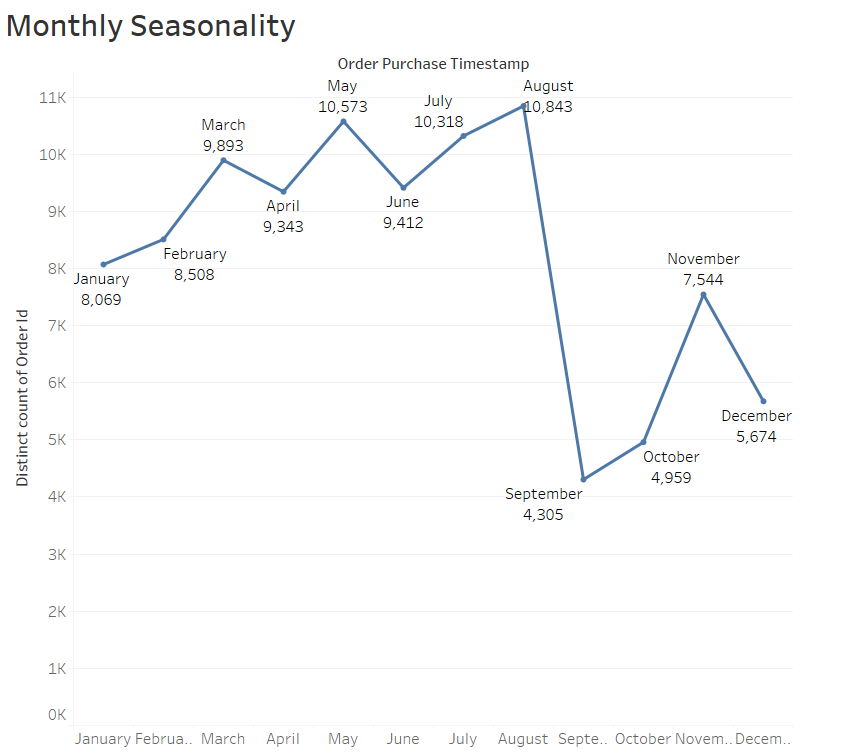 Monthly Seasonality
Order Purchase Timestamp
11K
10K
9K
8K
7K
6K
5K
4K
3K
2K
1K
0K
Distinct count of Order Id
January
8,069
February
8,508
March
9,893
April
9,343
May
10,573
June
9,412
July
10,318
August
10,843
September
4,305
October
4,959
November
7,544
December
5,674
January Februa.. March April May June July August Septe.. October Novem.. Decem..